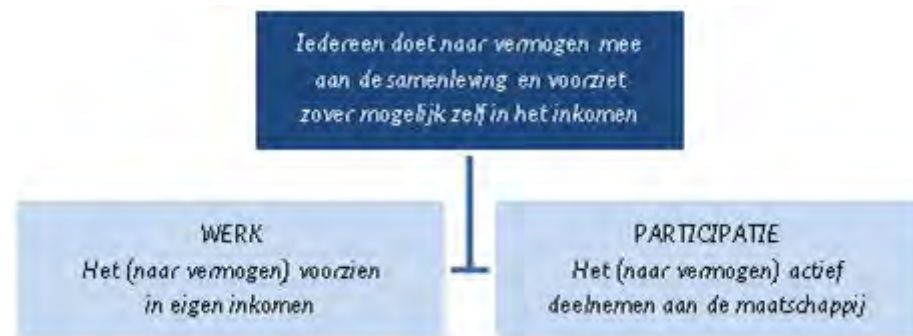 Iedereen doet naar vermogen mee
aan de samenleving en voorziet
zover mogelijk zelf in het inkomen
WERK
Het (naar vermogen) voorzien
in eigen inkomen
PARTICIPATIE
Het (naar vermogen) actief
deelnemen aan de maatschappij